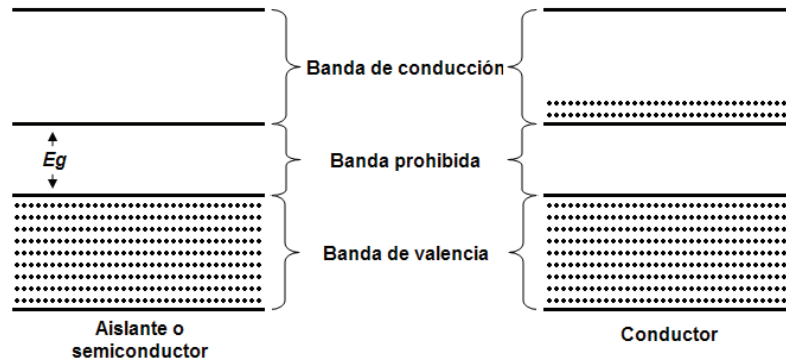 Banda de conducción
Eg
Banda prohibida
Banda de valencia
Aislante o
semiconductor
Conductor